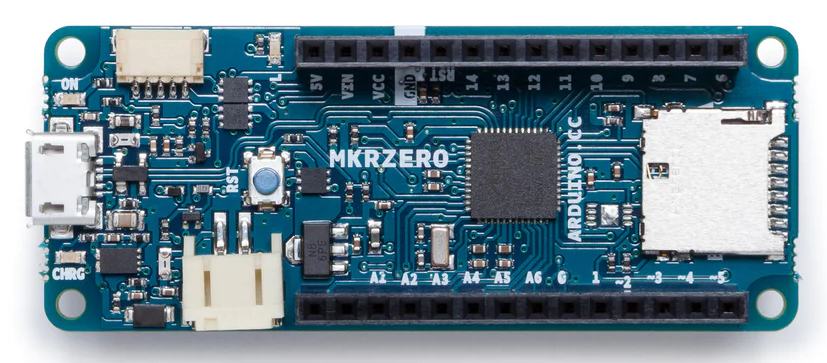 ON
L
5V
VIN
VCC
GND
RST
14
13
12
11
10
9
8
7
6
MKRZERO
RST
ARDUINO.CC
CHRG
A1
A2
A3
A4
A5
A6
0
1
~2
~3
~4
~5